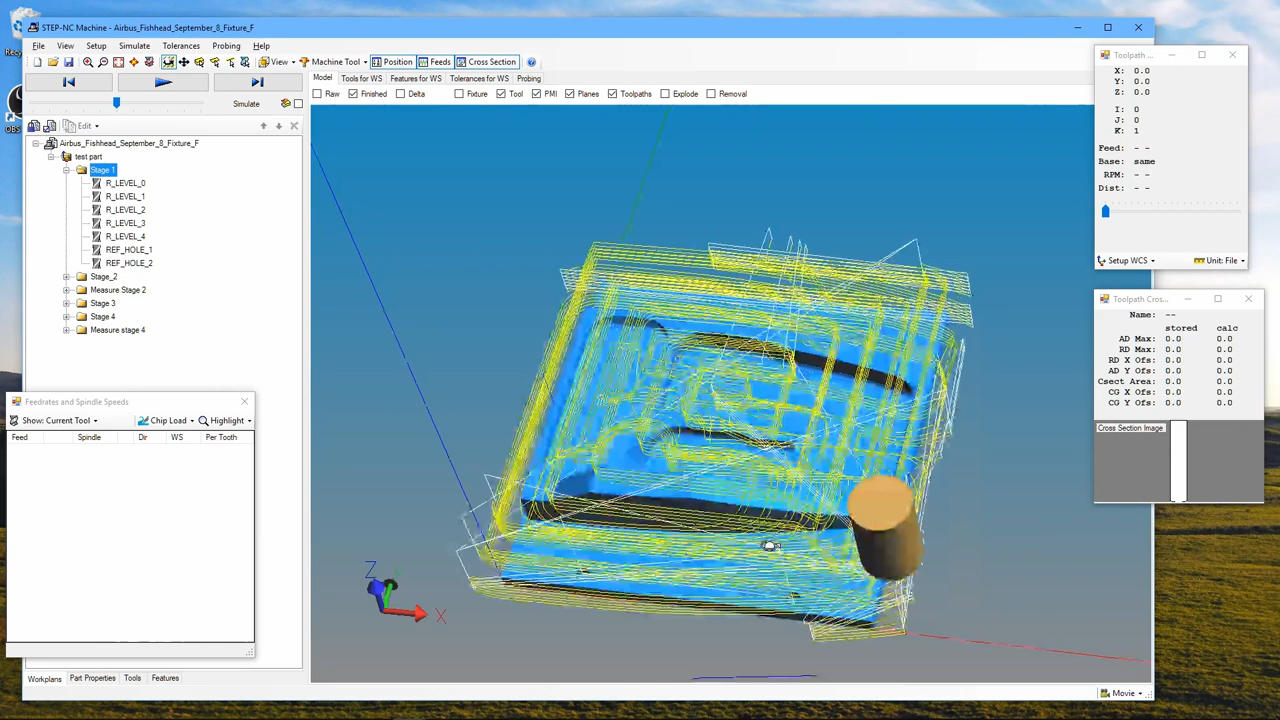 Recy
OBS
STEP-NC Machine - Airbus_Fishhead_September_8_Fixture_F
File View Setup Simulate Tolerances Probing Help
View Machine Tool Position Feeds Cross Section
Simulate
Edit
Airbus_Fishhead_September_8_Fixture_F
test part
Stage 1
R_LEVEL_0
R_LEVEL_1
R_LEVEL_2
R_LEVEL_3
R_LEVEL_4
REF_HOLE_1
REF_HOLE_2
Stage_2
Measure Stage 2
Stage 3
Stage 4
Measure stage 4
Feedrates and Spindle Speeds
Show: Current Tool Chip Load Highlight
Feed Spindle Dir WS Per Tooth
Workplans Part Properties Tools Features
Model Tools for WS Features for WS Tolerances for WS Probing
Raw Finished Delta Fixture Tool PMI Planes Toolpaths Explode Removal
Z
X
Movie
Toolpath ...
X: 0.0
Y: 0.0
Z: 0.0
I: 0
J: 0
K: 1
Feed: - -
Base: same
RPM: - -
Dist: - -
Setup WCS Unit: File
Toolpath Cros...
Name: --
stored calc
AD Max: 0.0 0.0
RD Max: 0.0 0.0
RD X Ofs: 0.0 0.0
AD Y Ofs: 0.0 0.0
Csect Area: 0.0 0.0
CG X Ofs: 0.0 0.0
CG Y Ofs: 0.0 0.0
Cross Section Image